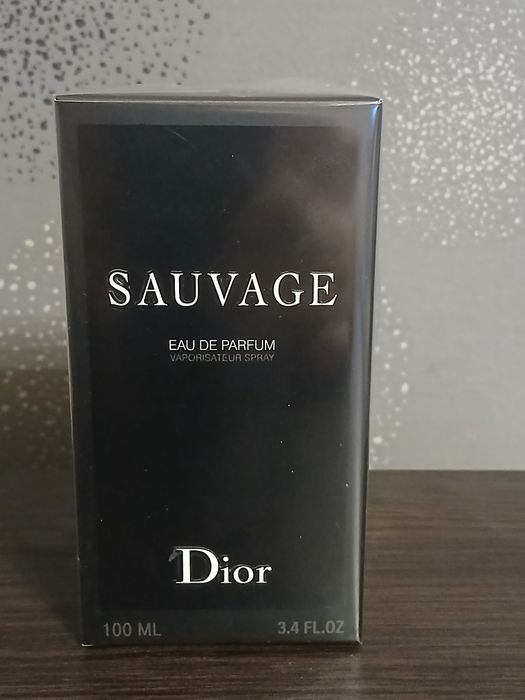 SAUVAGE
EAU DE PARFUM
VAPORISATEUR SPRAY
Dior
100 ML 3.4 FL.OZ